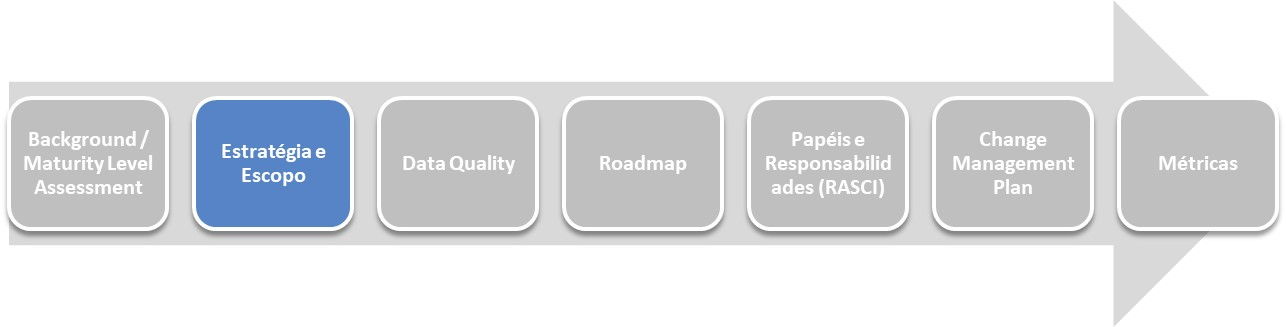 Background /
Maturity Level
Assessment
Estratégia e
Escopo
Data Quality
Roadmap
Papéis e
Responsabilid
ades (RASCI)
Change
Management
Plan
Métricas